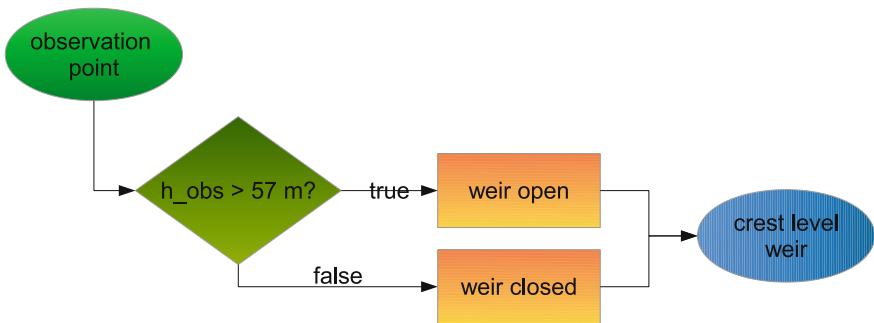 observation
point
h_obs > 57 m?
true
weir open
false
weir closed
crest level
weir